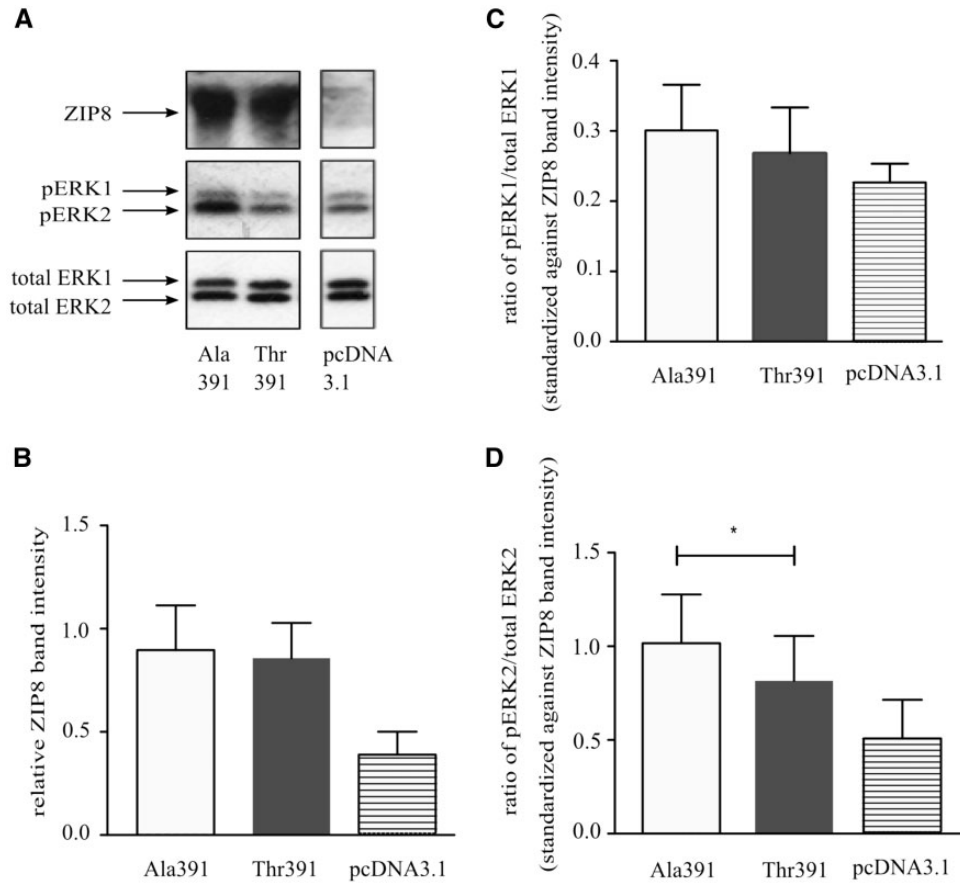 A
ZIP8
pERK1
pERK2
total ERK1
total ERK2
Ala Thr pcDNA
391 391 3.1
B
relative ZIP8 band intensity
1.5
1.0
0.5
0.0
Ala391 Thr391 pcDNA3.1
C
ratio of pERK1/total ERK1
(standardized against ZIP8 band intensity)
0.4
0.3
0.2
0.1
0.0
Ala391 Thr391 pcDNA3.1
D
ratio of pERK2/total ERK2
(standardized against ZIP8 band intensity)
1.5
1.0
0.5
0.0
*
Ala391 Thr391 pcDNA3.1